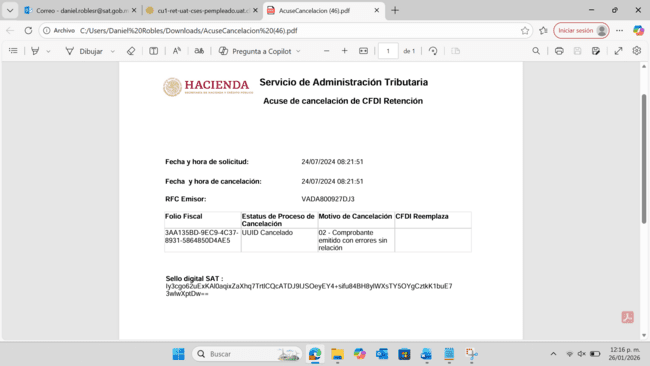 Correo - daniel.roblesr@sat.gob.m
cu1-ret-uat-cses-pempleado.uat.c
AcuseCancelacion (46).pdf
Archivo
C:/Users/Daniel%20Robles/Downloads/AcuseCancelacion%20(46).pdf
Iniciar sesión
Dibujar
Pregunta a Copilot
1 de 1
HACIENDA
Servicio de Administración Tributaria
Acuse de cancelación de CFDI Retención
Fecha y hora de solicitud: 24/07/2024 08:21:51
Fecha y hora de cancelación: 24/07/2024 08:21:51
RFC Emisor: VADA800927DJ3
Folio Fiscal
Estatus de Proceso de Cancelación
Motivo de Cancelación
CFDI Reemplaza
3AA135BD-9EC9-4C37-
8931-5864850D4AE5
UUID Cancelado
02 - Comprobante
emitido con errores sin
relación
Sello digital SAT :
3wIwXptDw==
Buscar
12:16 p. m.
26/01/2026